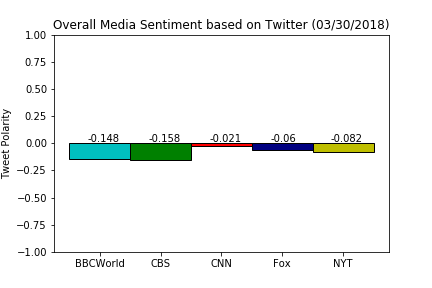 Overall Media Sentiment based on Twitter (03/30/2018)
Tweet Polarity
1.00
0.75
0.50
0.25
0.00
−0.25
−0.50
−0.75
−1.00
-0.148 -0.158 -0.021 -0.06 -0.082
BBCWorld CBS CNN Fox NYT